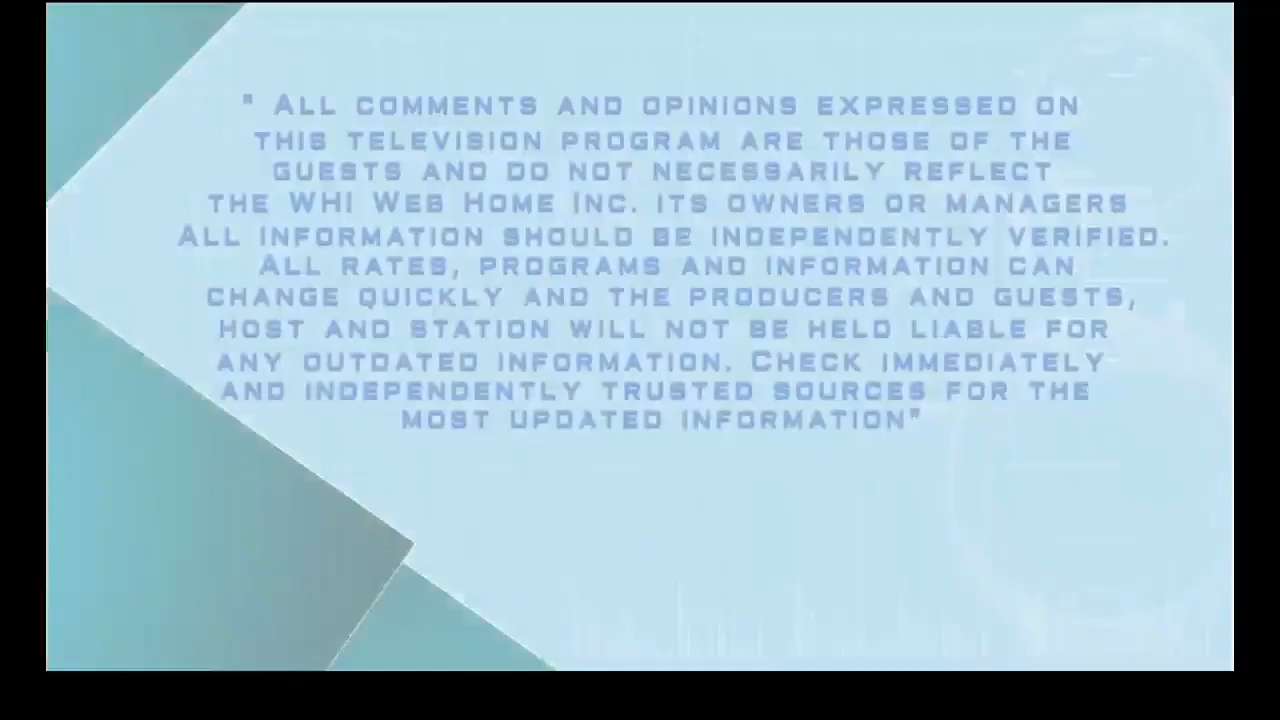 " All comments and opinions expressed on
this television program are those of the
guests and do not necessarily reflect
the WHI Web Home Inc. its owners or managers
All information should be independently verified.
All rates, programs and information can
change quickly and the producers and guests,
host and station will not be held liable for
any outdated information. Check immediately
and independently trusted sources for the
most updated information"